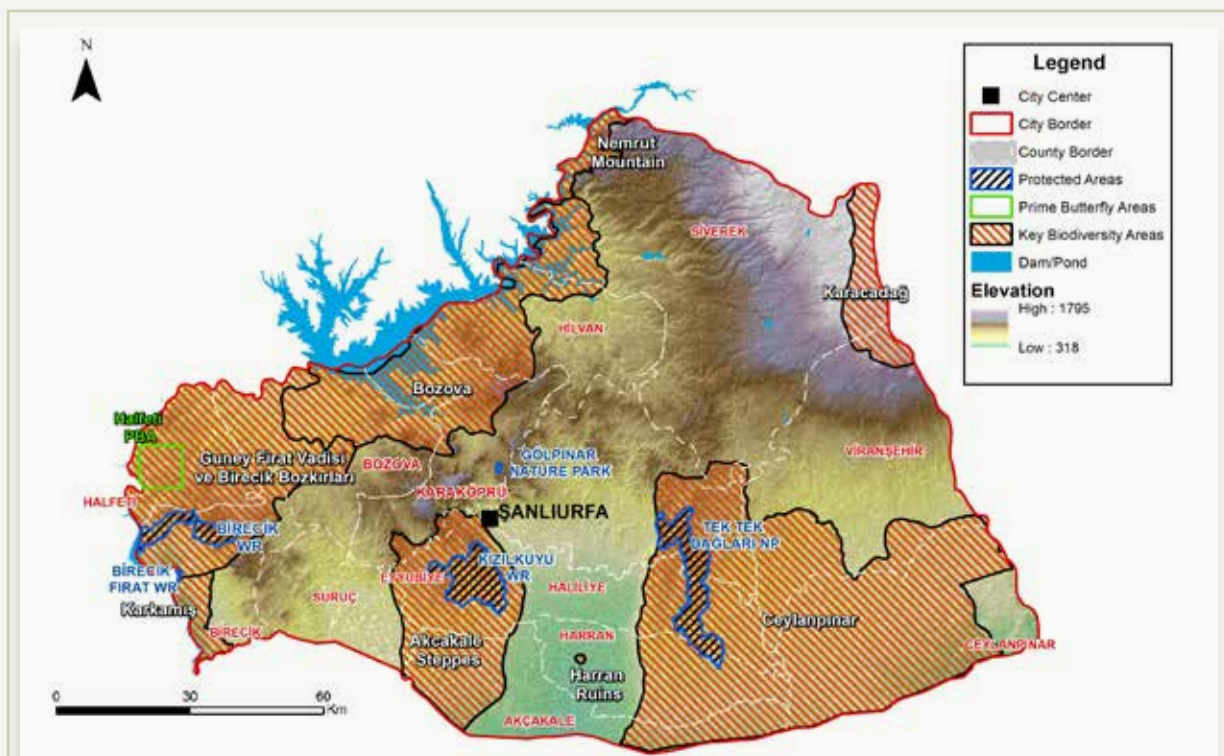 N
Legend
City Center
City Border
County Border
Protected Areas
Prime Butterfly Areas
Key Biodiversity Areas
Dam/Pond
Elevation
High : 1795
Low : 318
Nemrut
Mountain
SİVEREK
Karacadağ
HİLVAN
Bozova
Halfeti
PBA
Guney Firat Vadisi
ve Birecik Bozkırları
BOZOVA
GÖLPINAR
NATURE PARK
VİRANŞEHİR
KARAKÖPRÜ
HALFETİ
ŞANLIURFA
BİRECİK
WR
TEK TEK
DAĞLARI NP
KIZILKUYU
WR
BİRECİK
FIRAT WR
EYYÜBİYE
HALİLİYE
SURUÇ
Karkamış
Ceylanpınar
BİRECİK
HARRAN
Akcakale
Steppes
CEYLANPINAR
Harran
Ruins
AKÇAKALE
0 30 60
Km